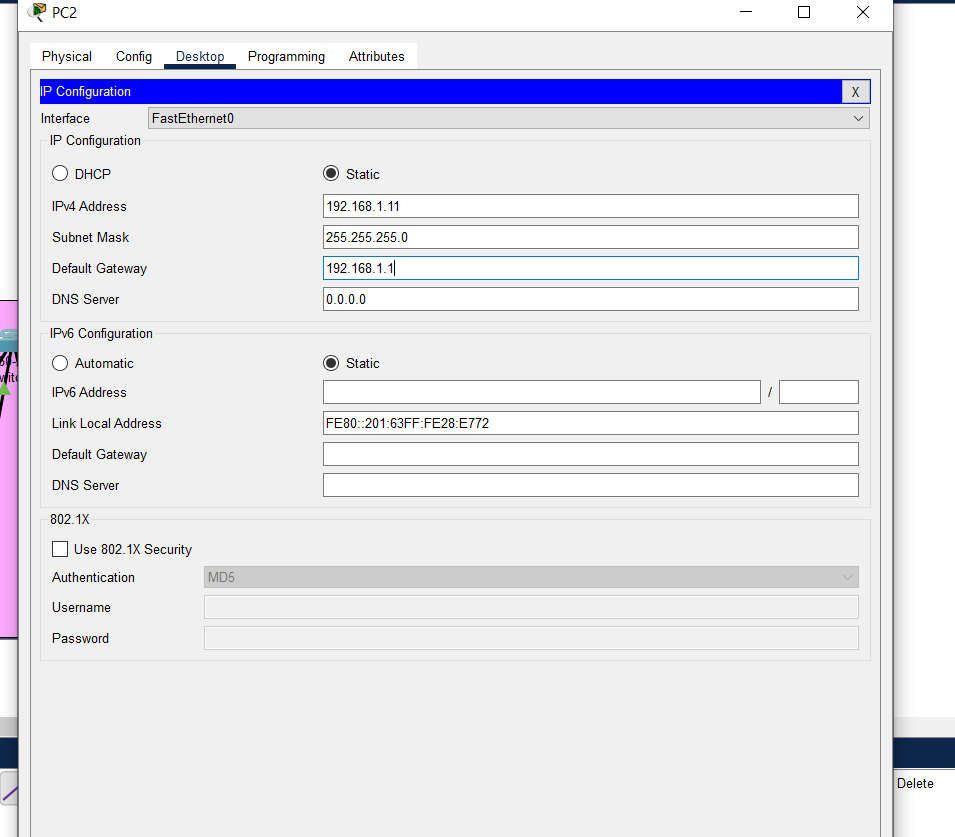 PC2
Physical Config Desktop Programming Attributes
IP Configuration X
Interface FastEthernet0
IP Configuration
DHCP Static
IPv4 Address 192.168.1.11
Subnet Mask 255.255.255.0
Default Gateway 192.168.1.1
DNS Server 0.0.0.0
IPv6 Configuration
Automatic Static
IPv6 Address /
Link Local Address FE80::201:63FF:FE28:E772
Default Gateway
DNS Server
802.1X
Use 802.1X Security
Authentication MD5
Username
Password
Delete